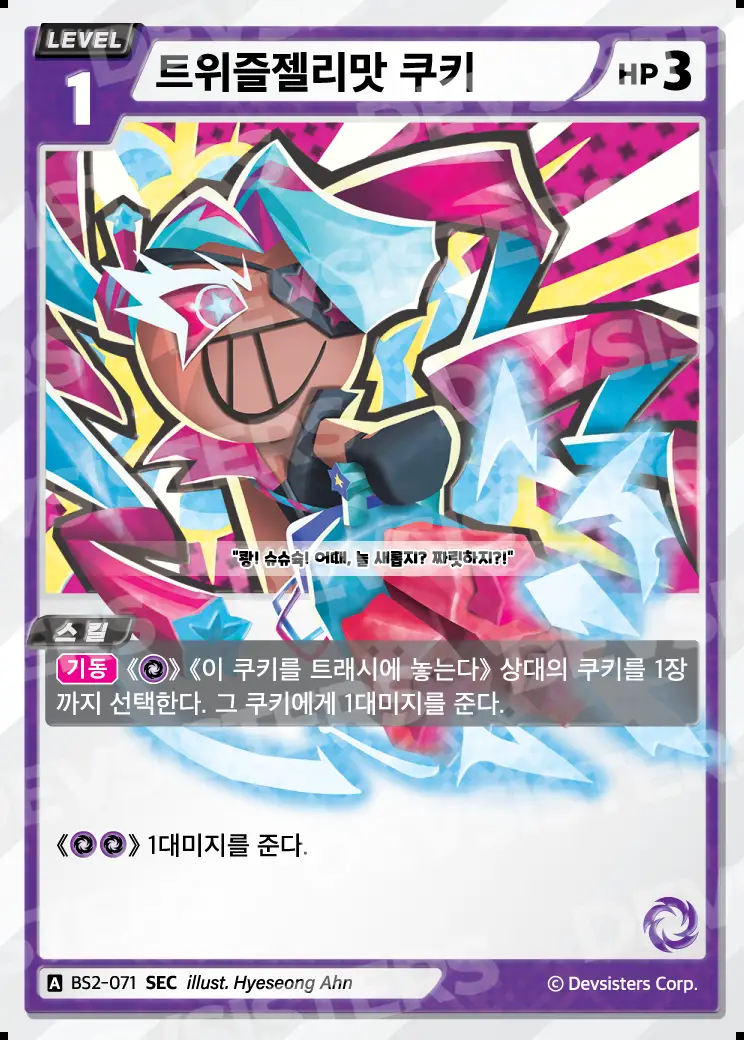 LEVEL
1
트위즐젤리맛 쿠키
HP 3
"쾅! 슈슈슉! 어때, 늘 새롭지? 짜릿하지?!"
스킬
기동 《》《이 쿠키를 트래시에 놓는다》 상대의 쿠키를 1장
까지 선택한다. 그 쿠키에게 1대미지를 준다.
《》 1대미지를 준다.
A BS2-071 SEC illust. Hyeseong Ahn
© Devsisters Corp.
DEVSISTERS